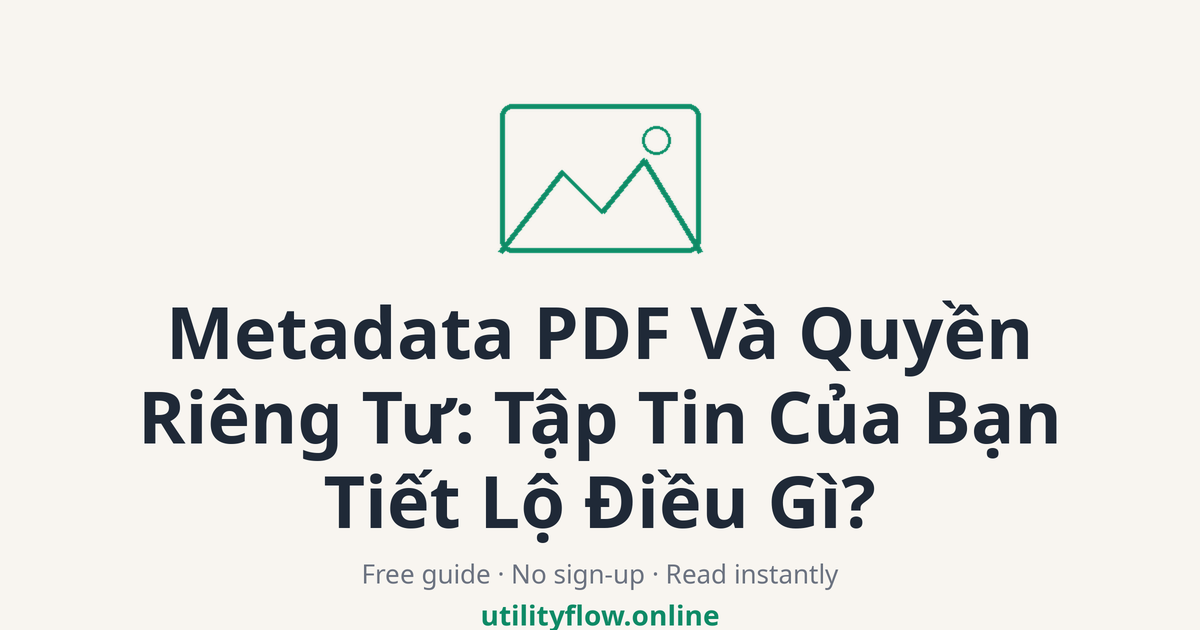 Metadata PDF Và Quyền
Riêng Tư: Tập Tin Của Bạn
Tiết Lộ Điều Gì?
Free guide · No sign-up · Read instantly
utilityflow.online